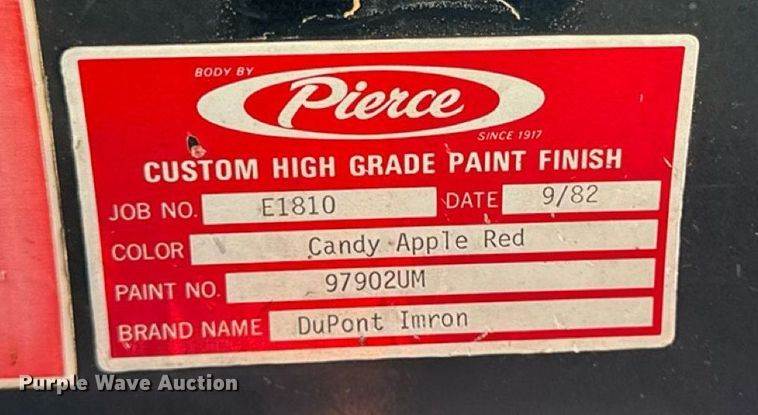 BODY BY
Pierce
SINCE 1917
CUSTOM HIGH GRADE PAINT FINISH
JOB NO. E1810 DATE 9/82
COLOR Candy Apple Red
PAINT NO. 97902UM
BRAND NAME DuPont Imron
Purple Wave Auction